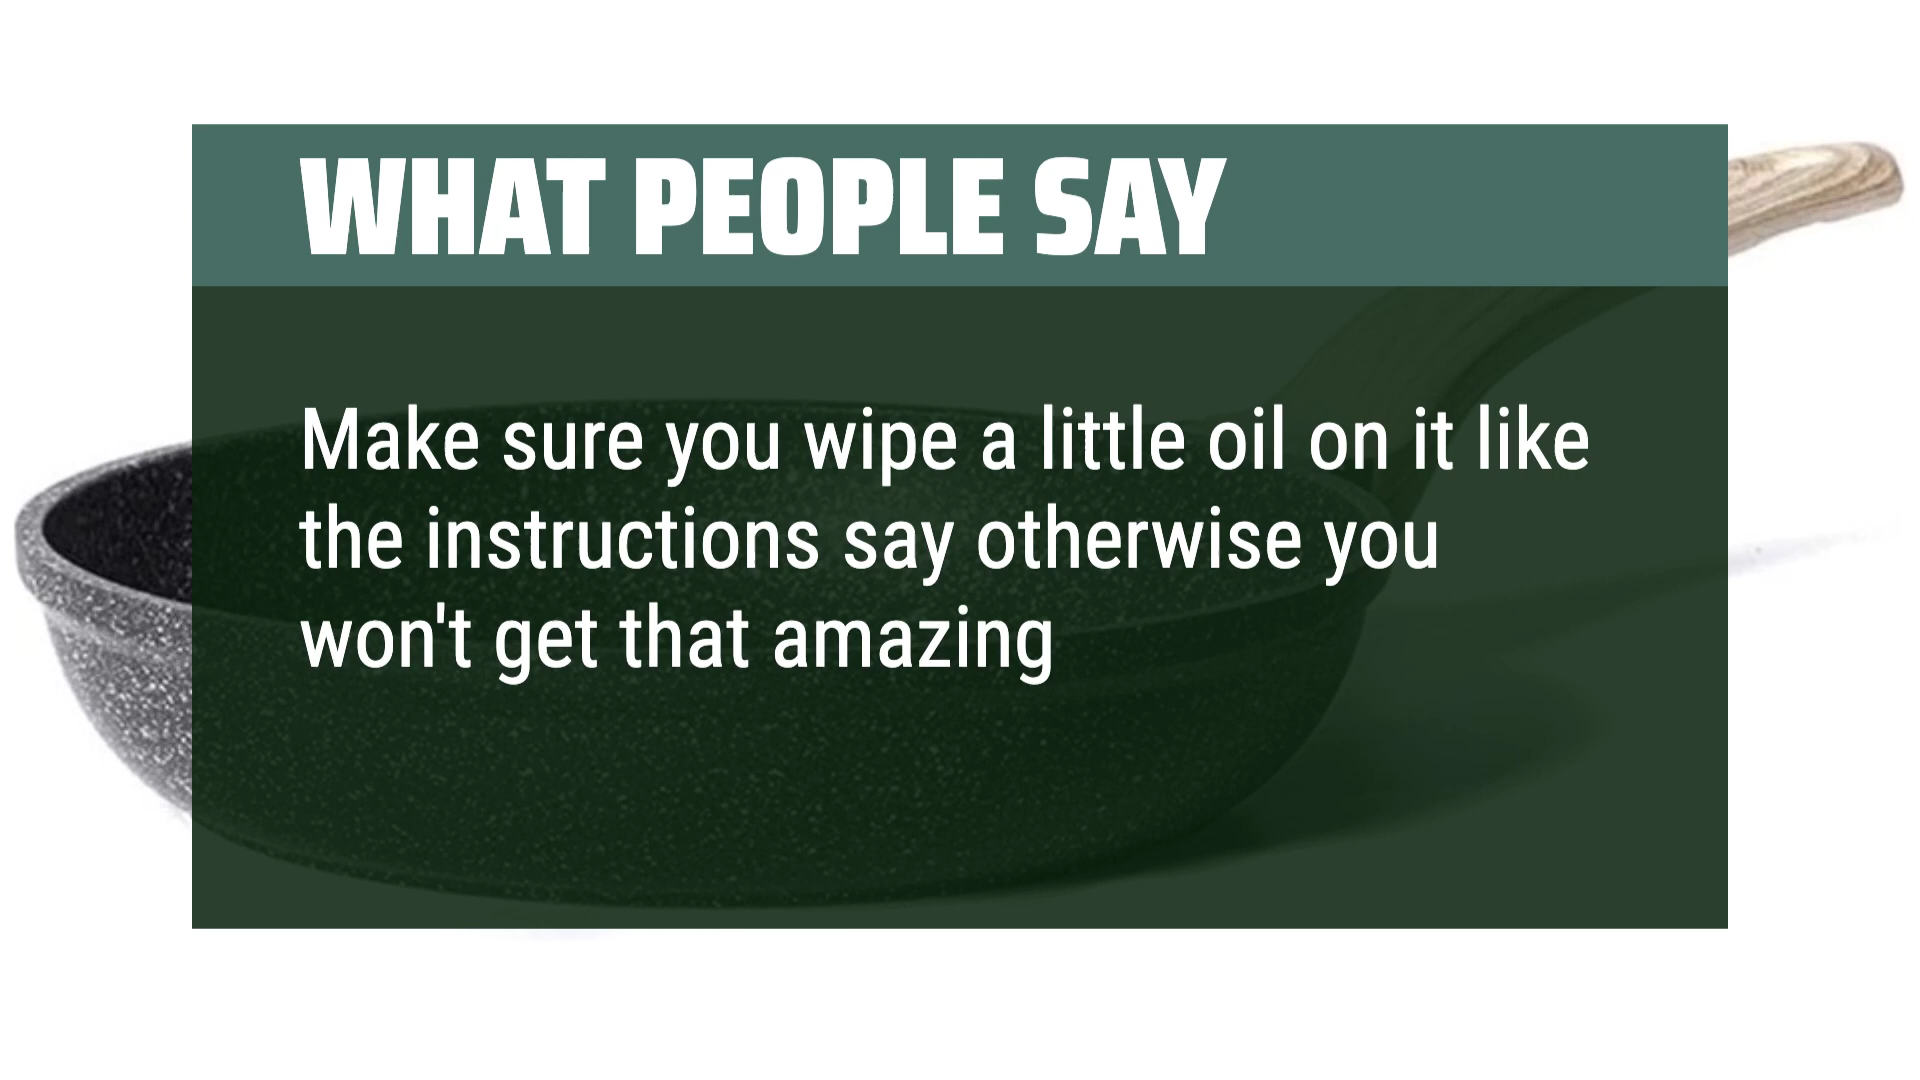 WHAT PEOPLE SAY
Make sure you wipe a little oil on it like
the instructions say otherwise you
won't get that amazing